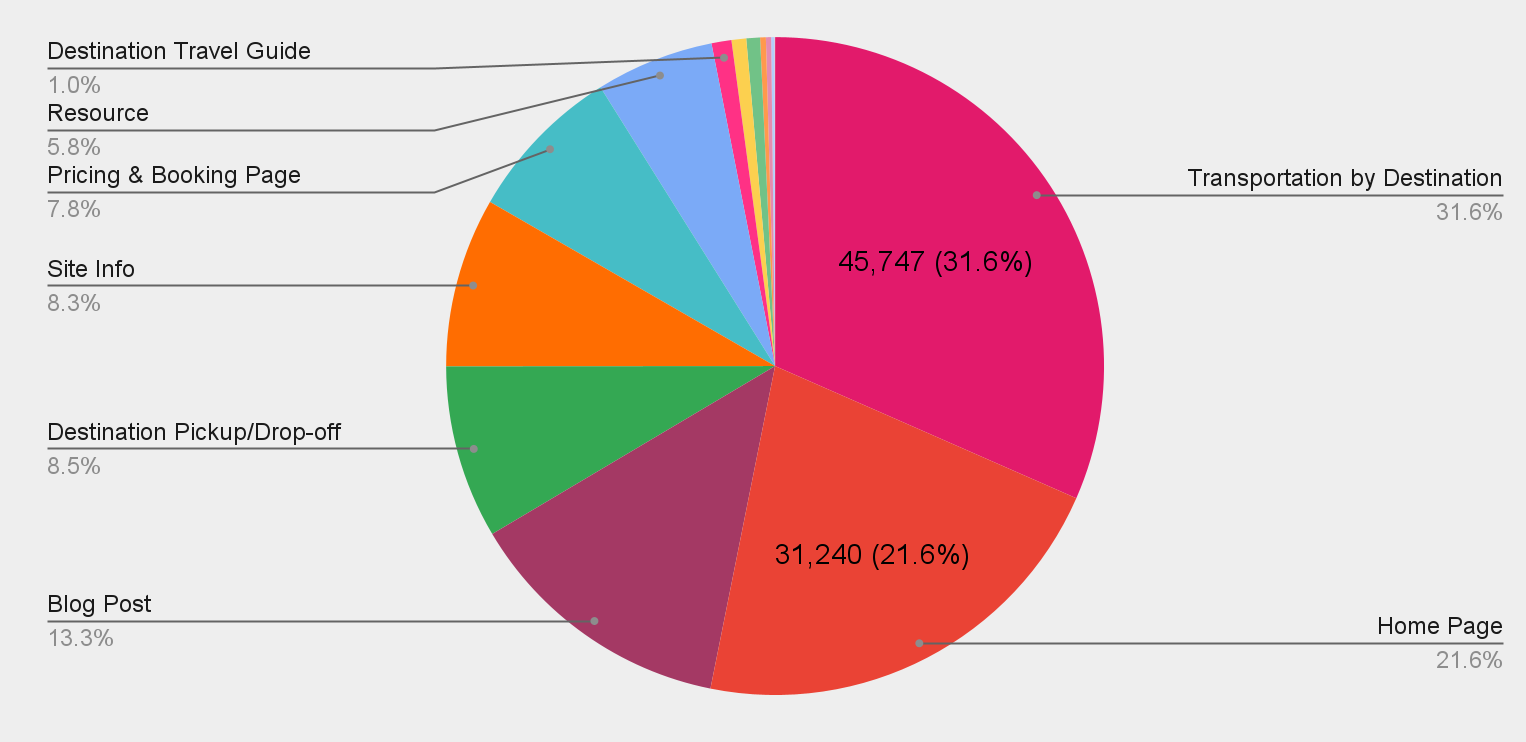 Destination Travel Guide
1.0%
Resource
5.8%
Pricing & Booking Page
7.8%
Site Info
8.3%
Destination Pickup/Drop-off
8.5%
Blog Post
13.3%
Transportation by Destination
31.6%
45,747 (31.6%)
31,240 (21.6%)
Home Page
21.6%